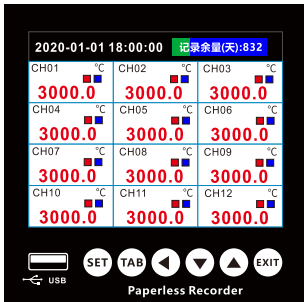 2020-01-01 18:00:00 记录余量(天):832
CH01 ℃ CH02 ℃ CH03 ℃
3000.0 3000.0 3000.0
CH04 ℃ CH05 ℃ CH06 ℃
3000.0 3000.0 3000.0
CH07 ℃ CH08 ℃ CH09 ℃
3000.0 3000.0 3000.0
CH10 ℃ CH11 ℃ CH12 ℃
3000.0 3000.0 3000.0
USB SET TAB EXIT
Paperless Recorder